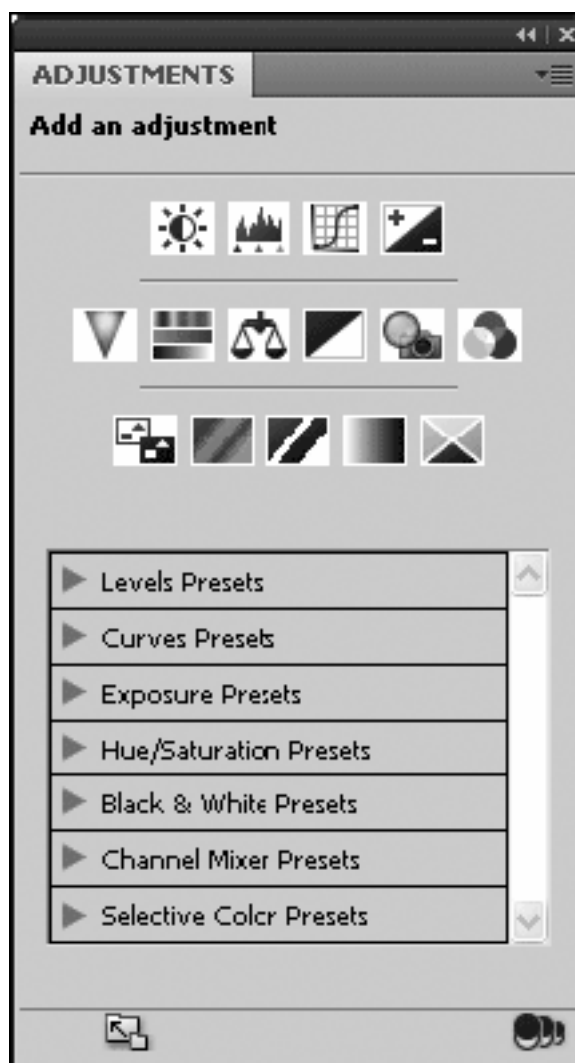 ADJUSTMENTS
Add an adjustment
Levels Presets
Curves Presets
Exposure Presets
Hue/Saturation Presets
Black & White Presets
Channel Mixer Presets
Selective Color Presets